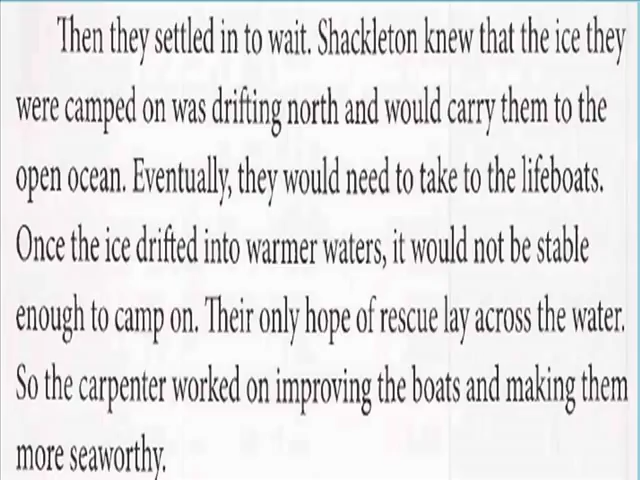 Then they settled in to wait. Shackleton knew that the ice they
were camped on was drifting north and would carry them to the
open ocean. Eventually, they would need to take to the lifeboats.
Once the ice drifted into warmer waters, it would not be stable
enough to camp on. Their only hope of rescue lay across the water.
So the carpenter worked on improving the boats and making them
more seaworthy.